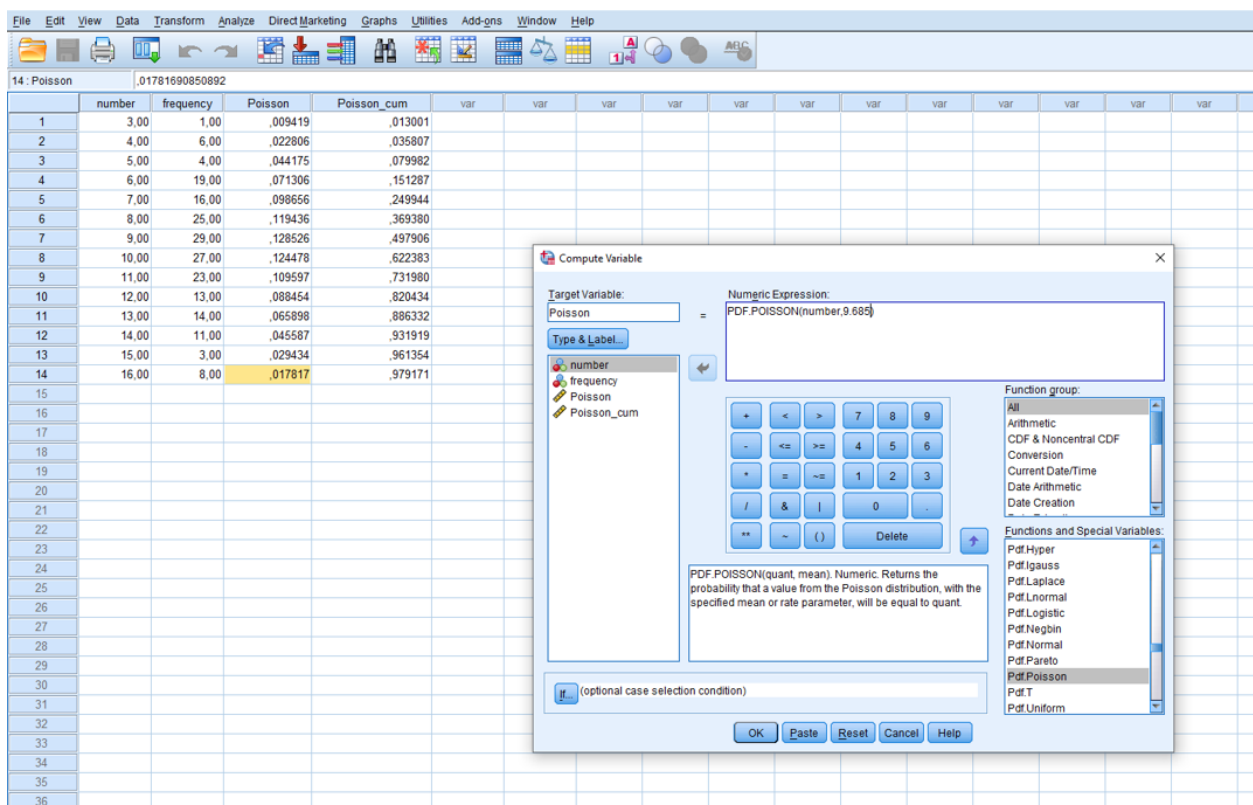 File Edit View Data Transform Analyze Direct Marketing Graphs Utilities Add-ons Window Help
A
1
ABC
14 : Poisson ,01781690850892
number frequency Poisson Poisson_cum var var var var var var var var var var var var
1 3,00 1,00 ,009419 ,013001
2 4,00 6,00 ,022806 ,035807
3 5,00 4,00 ,044175 ,079982
4 6,00 19,00 ,071306 ,151287
5 7,00 16,00 ,098656 ,249944
6 8,00 25,00 ,119436 ,369380
7 9,00 29,00 ,128526 ,497906
8 10,00 27,00 ,124478 ,622383
9 11,00 23,00 ,109597 ,731980
10 12,00 13,00 ,088454 ,820434
11 13,00 14,00 ,065898 ,886332
12 14,00 11,00 ,045587 ,931919
13 15,00 3,00 ,029434 ,961354
14 16,00 8,00 ,017817 ,979171
15
16
17
18
19
20
21
22
23
24
25
26
27
28
29
30
31
32
33
34
35
36
Compute Variable
Target Variable:
Poisson
=
Numeric Expression:
PDF.POISSON(number,9.685)
Type & Label...
number
frequency
Poisson
Poisson_cum
+ < > 7 8 9
- <= >= 4 5 6
* = ~= 1 2 3
/ & | 0 .
** ~ ( ) Delete
Function group:
All
Arithmetic
CDF & Noncentral CDF
Conversion
Current Date/Time
Date Arithmetic
Date Creation
PDF.POISSON(quant, mean). Numeric. Returns the
probability that a value from the Poisson distribution, with the
specified mean or rate parameter, will be equal to quant.
Functions and Special Variables:
Pdf.Hyper
Pdf.Igauss
Pdf.Laplace
Pdf.Lnormal
Pdf.Logistic
Pdf.Negbin
Pdf.Normal
Pdf.Pareto
Pdf.Poisson
Pdf.T
Pdf.Uniform
If... (optional case selection condition)
OK Paste Reset Cancel Help